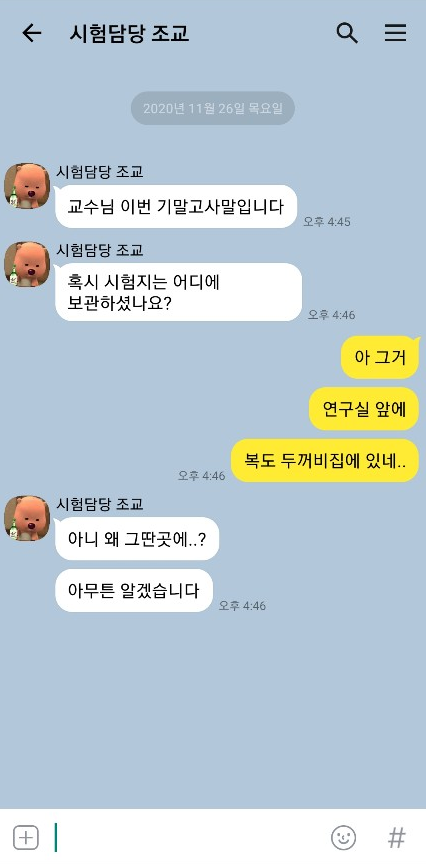 시험담당 조교
2020년 11월 26일 목요일
시험담당 조교
교수님 이번 기말고사말입니다
오후 4:45
시험담당 조교
혹시 시험지는 어디에
보관하셨나요?
오후 4:46
아 그거
연구실 앞에
복도 두꺼비집에 있네..
오후 4:46
시험담당 조교
아니 왜 그딴곳에..?
아무튼 알겠습니다
오후 4:46
#